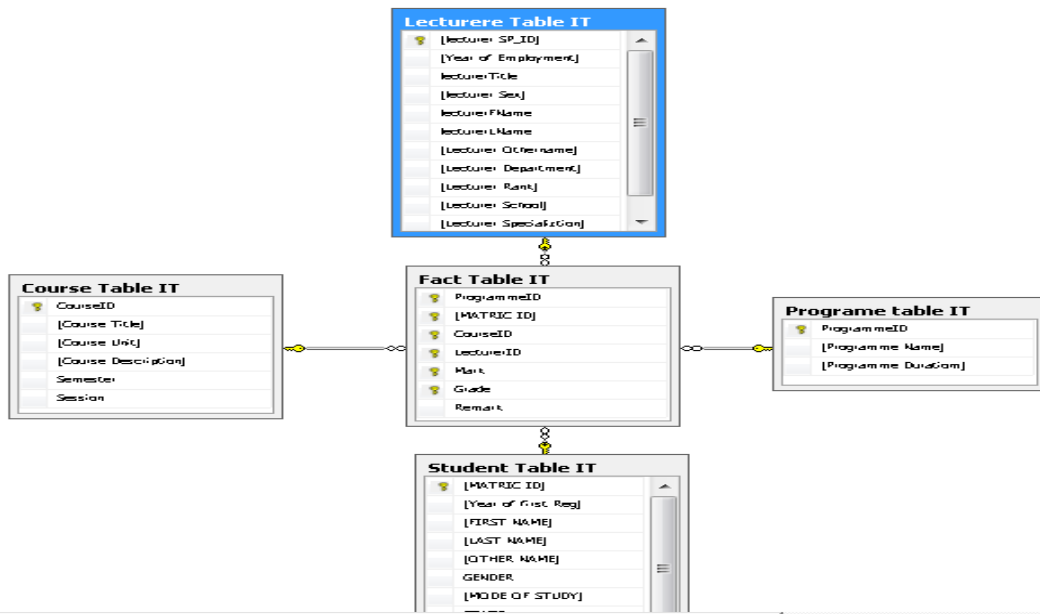 Lecturere Table IT
[lecturer SP_ID]
[Year of Employment]
lecturerTitle
[lecturer Sex]
lecturerFName
lecturerLName
[Lecturer Othername]
[Lecturer Department]
[Lecturer Rank]
[Lecturer School]
[Lecturer Specializtion]
Course Table IT
CourseID
[Course Title]
[Course Unit]
[Course Description]
Semester
Session
Fact Table IT
ProgrammeID
[MATRIC ID]
CourseID
LecturerID
Mark
Grade
Remark
Programe table IT
ProgrammeID
[Programme Name]
[Programme Duration]
Student Table IT
[MATRIC ID]
[Year of first Reg]
[FIRST NAME]
[LAST NAME]
[OTHER NAME]
GENDER
[MODE OF STUDY]